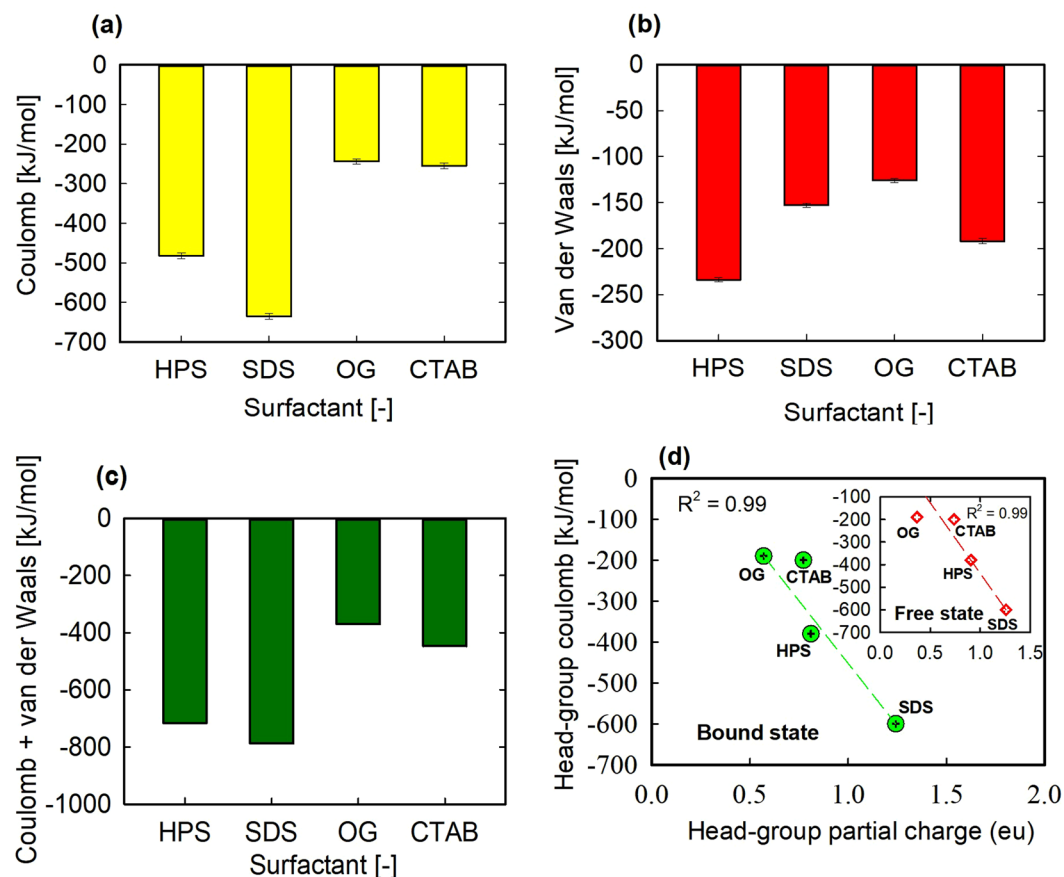 (a)
Coulomb [kJ/mol]
0
-100
-200
-300
-400
-500
-600
-700
HPS SDS OG CTAB
Surfactant [-]
(b)
Van der Waals [kJ/mol]
0
-50
-100
-150
-200
-250
-300
HPS SDS OG CTAB
Surfactant [-]
(c)
Coulomb + van der Waals [kJ/mol]
0
-200
-400
-600
-800
-1000
HPS SDS OG CTAB
Surfactant [-]
(d)
Head-group coulomb [kJ/mol]
0
-100
-200
-300
-400
-500
-600
-700
R² = 0.99
OG
CTAB
HPS
SDS
Bound state
0.0 0.5 1.0 1.5 2.0
Head-group partial charge (eu)
-100
-200
-300
-400
-500
-600
-700
R² = 0.99
OG
CTAB
HPS
SDS
Free state
0.0 0.5 1.0 1.5